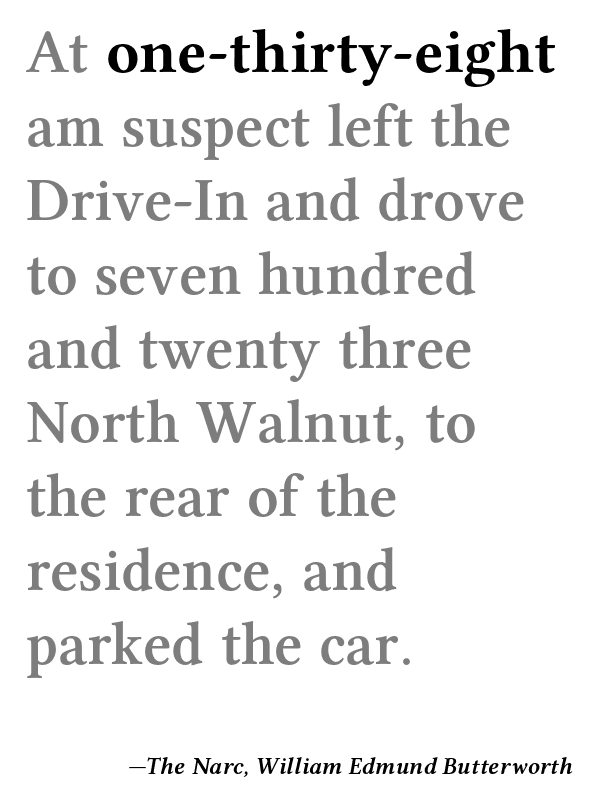 At one-thirty-eight
am suspect left the
Drive-In and drove
to seven hundred
and twenty three
North Walnut, to
the rear of the
residence, and
parked the car.
—The Narc, William Edmund Butterworth